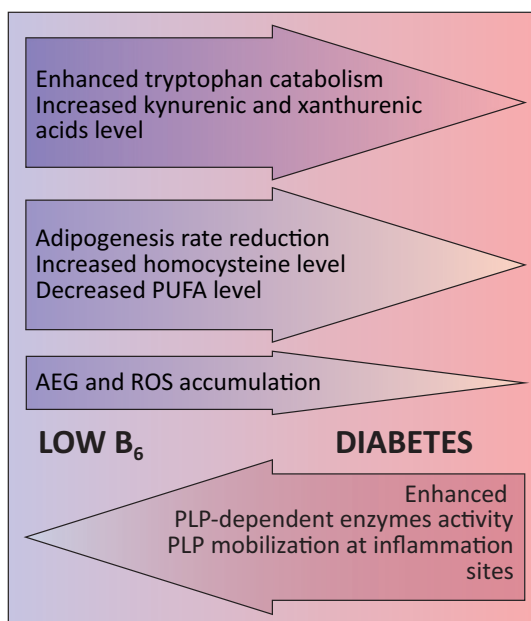 Enhanced tryptophan catabolism
Increased kynurenic and xanthurenic
acids level
Adipogenesis rate reduction
Increased homocysteine level
Decreased PUFA level
AEG and ROS accumulation
LOW B₆
DIABETES
Enhanced
PLP-dependent enzymes activity
PLP mobilization at inflammation
sites